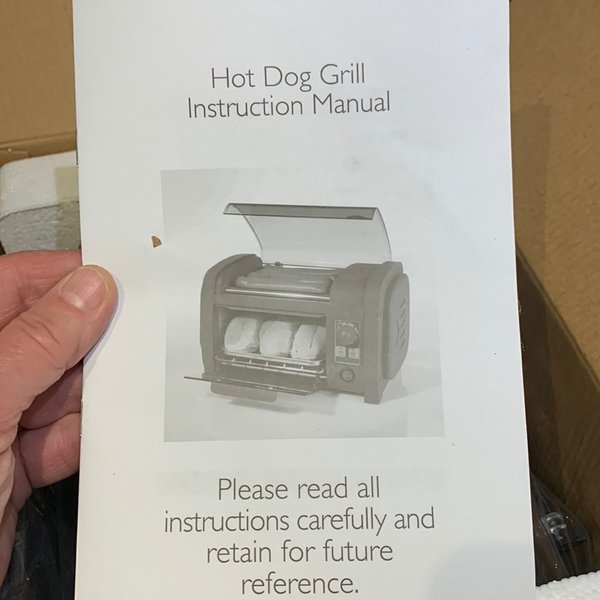 Hot Dog Grill
Instruction Manual
Please read all
instructions carefully and
retain for future
reference.